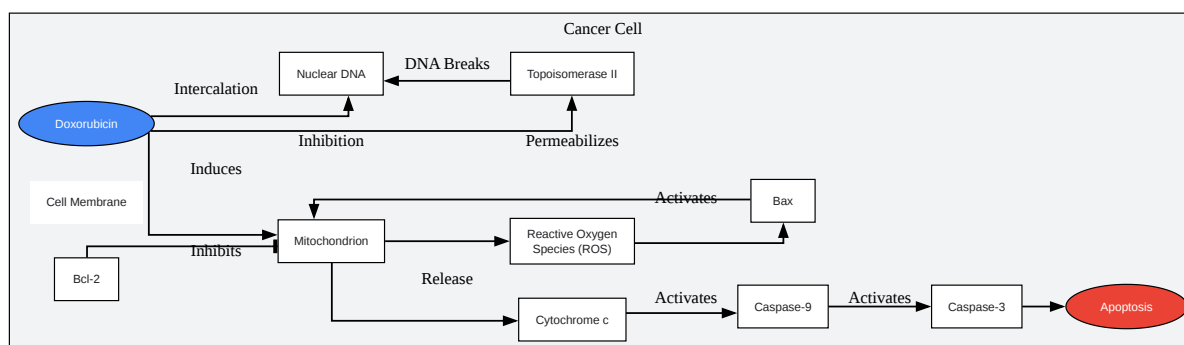 Cancer Cell
Nuclear DNA
DNA Breaks
Topoisomerase II
Intercalation
Doxorubicin
Inhibition
Permeabilizes
Induces
Cell Membrane
Activates
Bax
Mitochondrion
Reactive Oxygen
Species (ROS)
Inhibits
Bcl-2
Release
Activates
Activates
Cytochrome c
Caspase-9
Caspase-3
Apoptosis